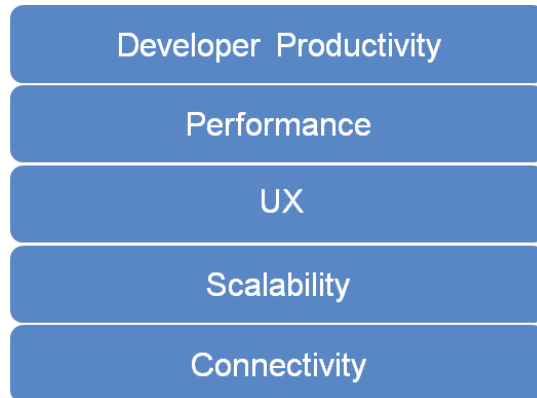 Developer Productivity
Performance
UX
Scalability
Connectivity